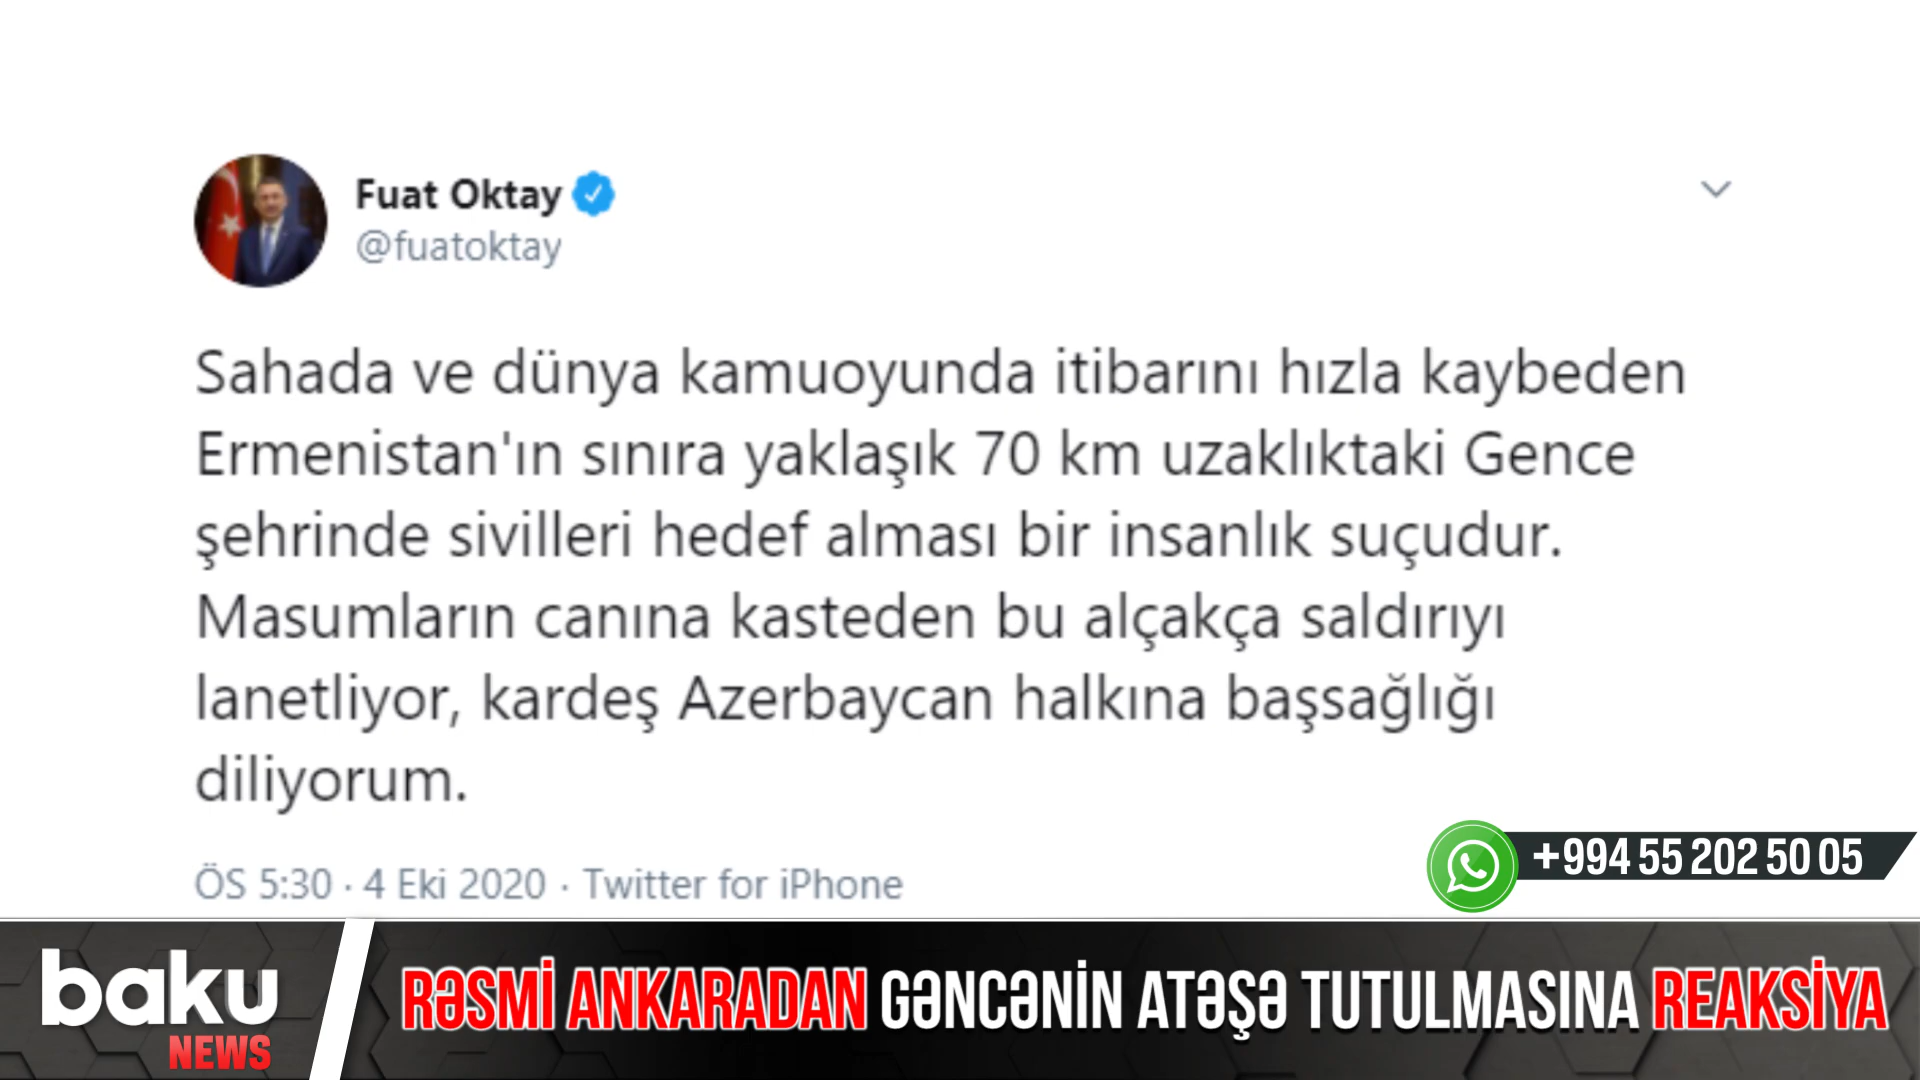 Fuat Oktay
@fuatoktay
Sahada ve dünya kamuoyunda itibarını hızla kaybeden
Ermenistan'ın sınıra yaklaşık 70 km uzaklıktaki Gence
şehrinde sivilleri hedef alması bir insanlık suçudur.
Masumların canına kasteden bu alçakça saldırıyı
lanetliyor, kardeş Azerbaycan halkına başsağlığı
diliyorum.
ÖS 5:30 · 4 Eki 2020 · Twitter for iPhone
+994 55 202 50 05
baku
NEWS
RƏSMİ ANKARADAN GƏNCƏNİN ATƏŞƏ TUTULMASINA REAKSİYA